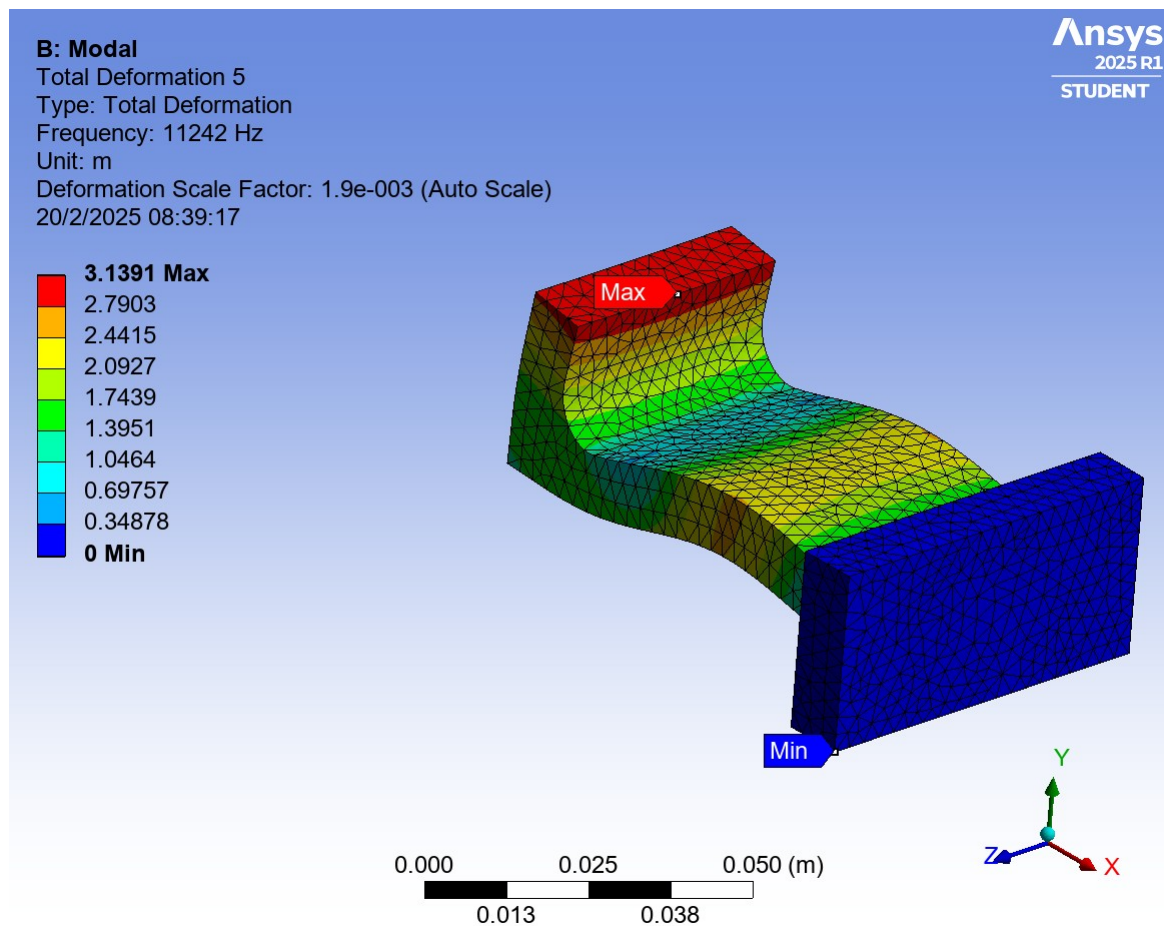 B: Modal
Total Deformation 5
Type: Total Deformation
Frequency: 11242 Hz
Unit: m
Deformation Scale Factor: 1.9e-003 (Auto Scale)
20/2/2025 08:39:17
Ansys
2025 R1
STUDENT
3.1391 Max
2.7903
2.4415
2.0927
1.7439
1.3951
1.0464
0.69757
0.34878
0 Min
Max
Min
Y
Z
X
0.000 0.025 0.050 (m)
0.013 0.038